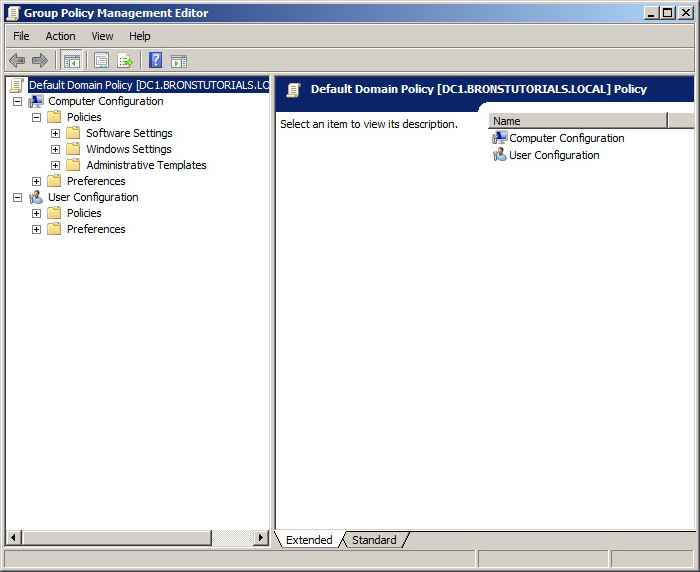 Group Policy Management Editor
File Action View Help
Default Domain Policy [DC1.BRONSTUTORIALS.LO
Computer Configuration
Policies
Software Settings
Windows Settings
Administrative Templates
Preferences
User Configuration
Policies
Preferences
Default Domain Policy [DC1.BRONSTUTORIALS.LOCAL] Policy
Select an item to view its description.
Name
Computer Configuration
User Configuration
Extended Standard